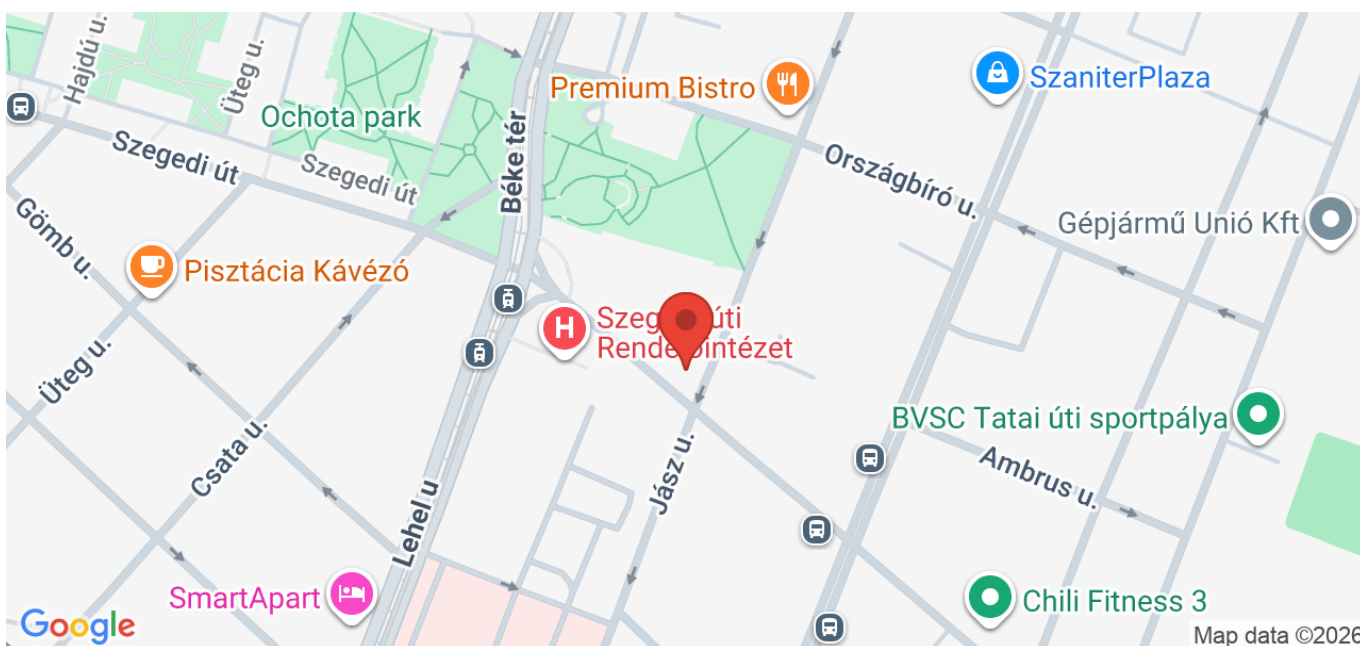 Hajdú u.
Üteg u.
Ochota park
Béke tér
Premium Bistro
SzaniterPlaza
Szegedi út
Szegedi út
Országbíró u.
Gömb u.
Gépjármű Unió Kft
Pisztácia Kávézó
H
Üteg u.
Csata u.
Lehel u
Jász u.
BVSC Tatai úti sportpálya
Ambrus u.
SmartApart
Chili Fitness 3
Google
Map data ©2026